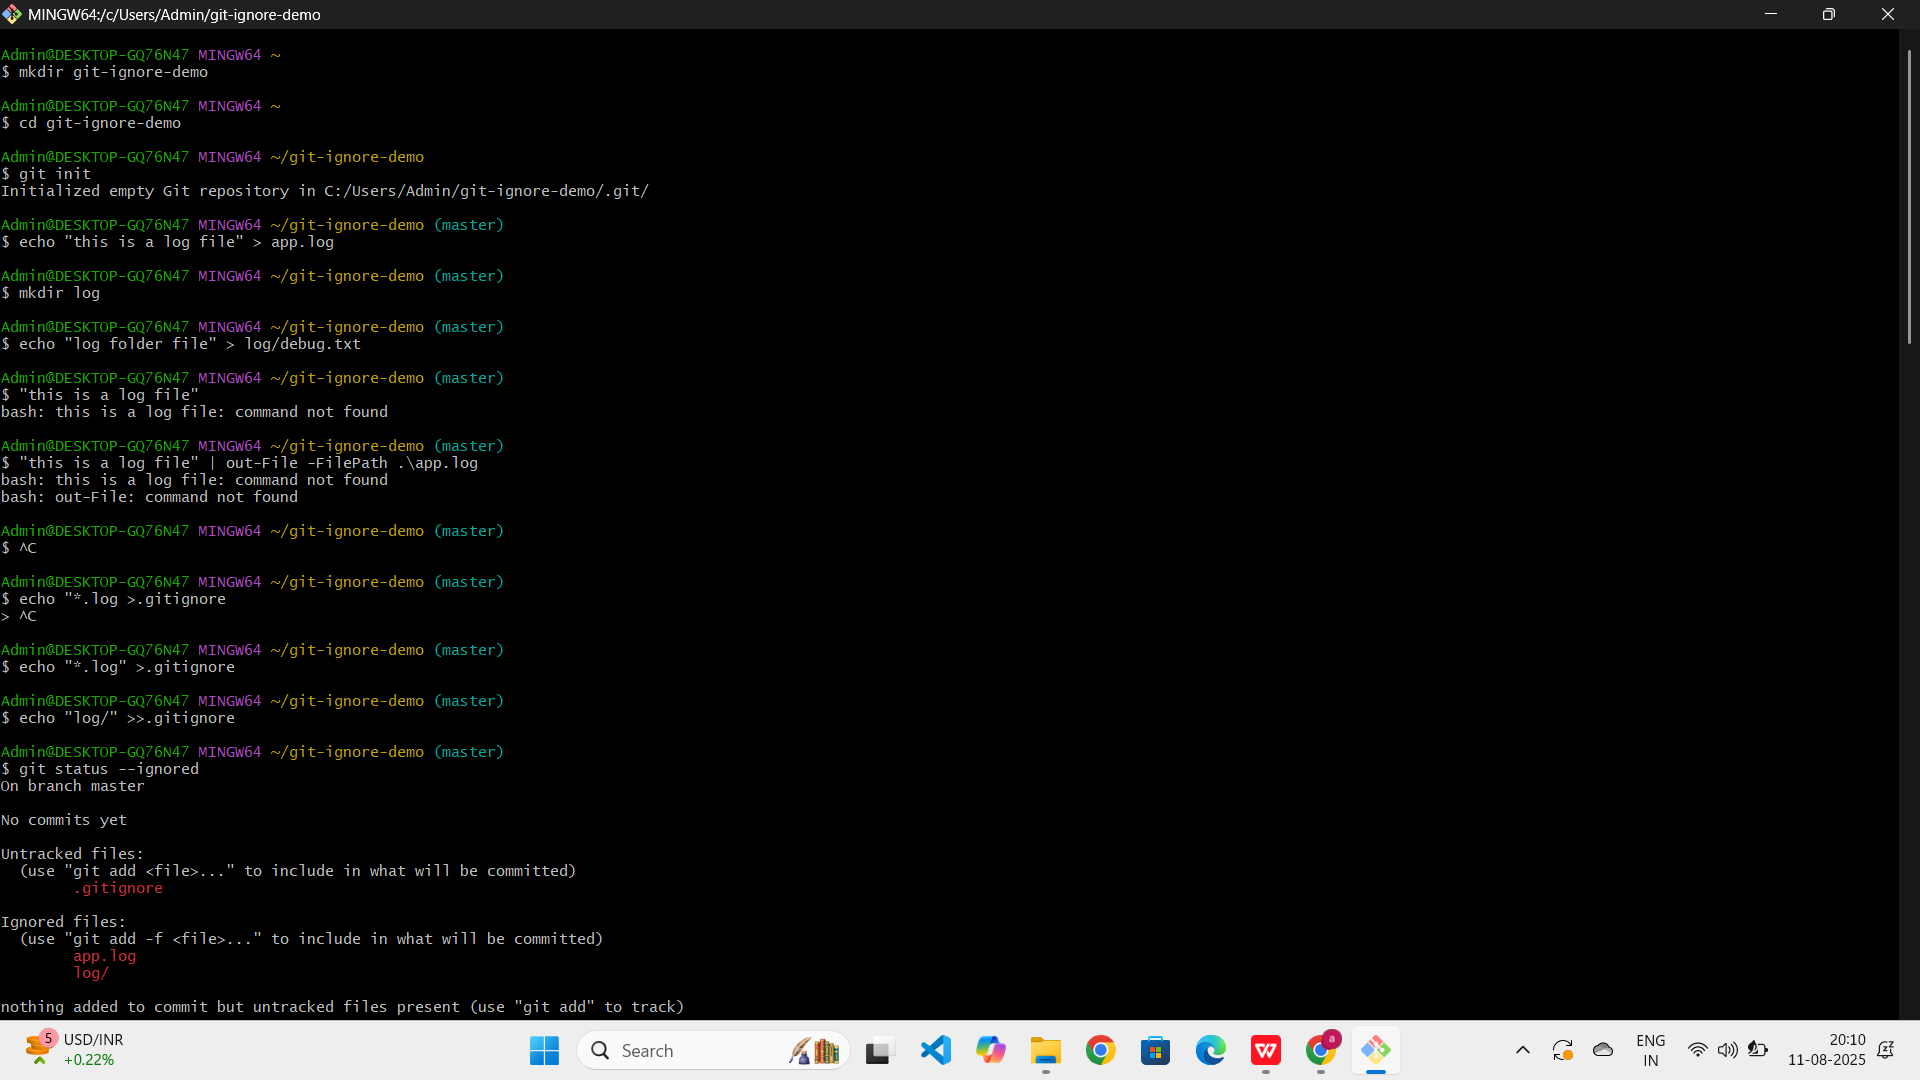 MINGW64:/c/Users/Admin/git-ignore-demo
Admin@DESKTOP-GQ76N47 MINGW64 ~
$ mkdir git-ignore-demo
Admin@DESKTOP-GQ76N47 MINGW64 ~
$ cd git-ignore-demo
Admin@DESKTOP-GQ76N47 MINGW64 ~/git-ignore-demo
$ git init
Initialized empty Git repository in C:/Users/Admin/git-ignore-demo/.git/
Admin@DESKTOP-GQ76N47 MINGW64 ~/git-ignore-demo (master)
$ echo "this is a log file" > app.log
Admin@DESKTOP-GQ76N47 MINGW64 ~/git-ignore-demo (master)
$ mkdir log
Admin@DESKTOP-GQ76N47 MINGW64 ~/git-ignore-demo (master)
$ echo "log folder file" > log/debug.txt
Admin@DESKTOP-GQ76N47 MINGW64 ~/git-ignore-demo (master)
$ "this is a log file"
bash: this is a log file: command not found
Admin@DESKTOP-GQ76N47 MINGW64 ~/git-ignore-demo (master)
$ "this is a log file" | out-File -FilePath .\app.log
bash: this is a log file: command not found
bash: out-File: command not found
Admin@DESKTOP-GQ76N47 MINGW64 ~/git-ignore-demo (master)
$ ^C
Admin@DESKTOP-GQ76N47 MINGW64 ~/git-ignore-demo (master)
$ echo "*.log >.gitignore
> ^C
Admin@DESKTOP-GQ76N47 MINGW64 ~/git-ignore-demo (master)
$ echo "*.log" >.gitignore
Admin@DESKTOP-GQ76N47 MINGW64 ~/git-ignore-demo (master)
$ echo "log/" >>.gitignore
Admin@DESKTOP-GQ76N47 MINGW64 ~/git-ignore-demo (master)
$ git status --ignored
On branch master
No commits yet
Untracked files:
(use "git add <file>..." to include in what will be committed)
.gitignore
Ignored files:
(use "git add -f <file>..." to include in what will be committed)
app.log
log/
nothing added to commit but untracked files present (use "git add" to track)
5
USD/INR
+0.22%
Search
W
a
ENG
IN
20:10
11-08-2025